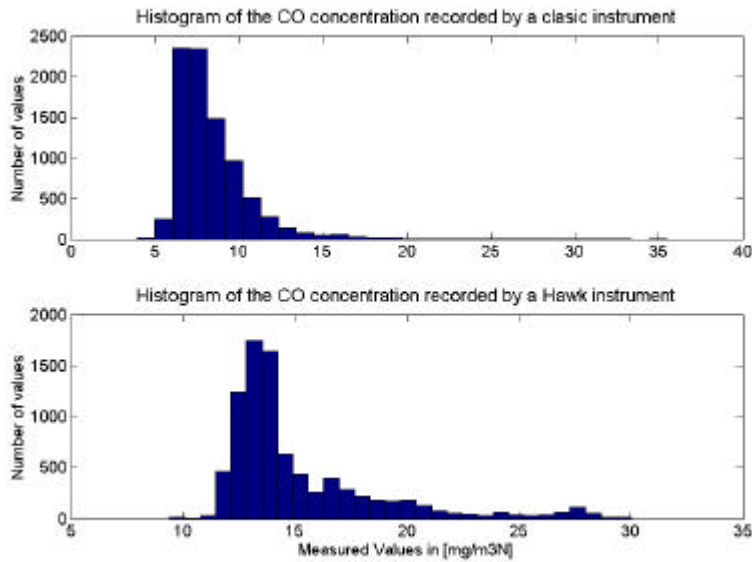 Histogram of the CO concentration recorded by a clasic instrument
Number of values
2500
2000
1500
1000
500
0
0 5 10 15 20 25 30 35 40
Histogram of the CO concentration recorded by a Hawk instrument
Number of values
2000
1500
1000
500
0
5 10 15 20 25 30 35
Measured Values in [mg/m3N]